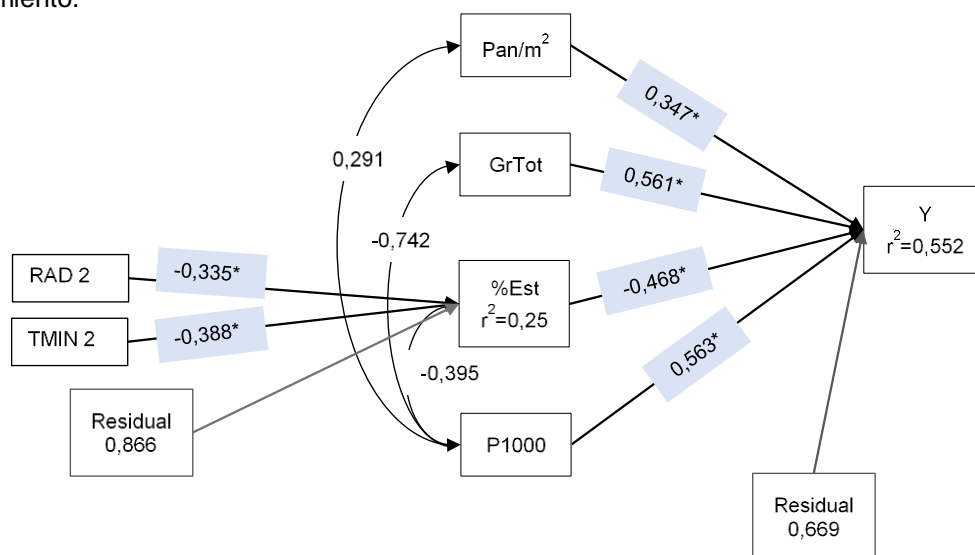 miento.
Pan/m²
0,347*
0,291
GrTot
0,561*
Y
r²=0,552
-0,742
RAD 2
-0,335*
%Est
r²=0,25
-0,468*
TMIN 2
-0,388*
-0,395
0,563*
Residual
0,866
P1000
Residual
0,669